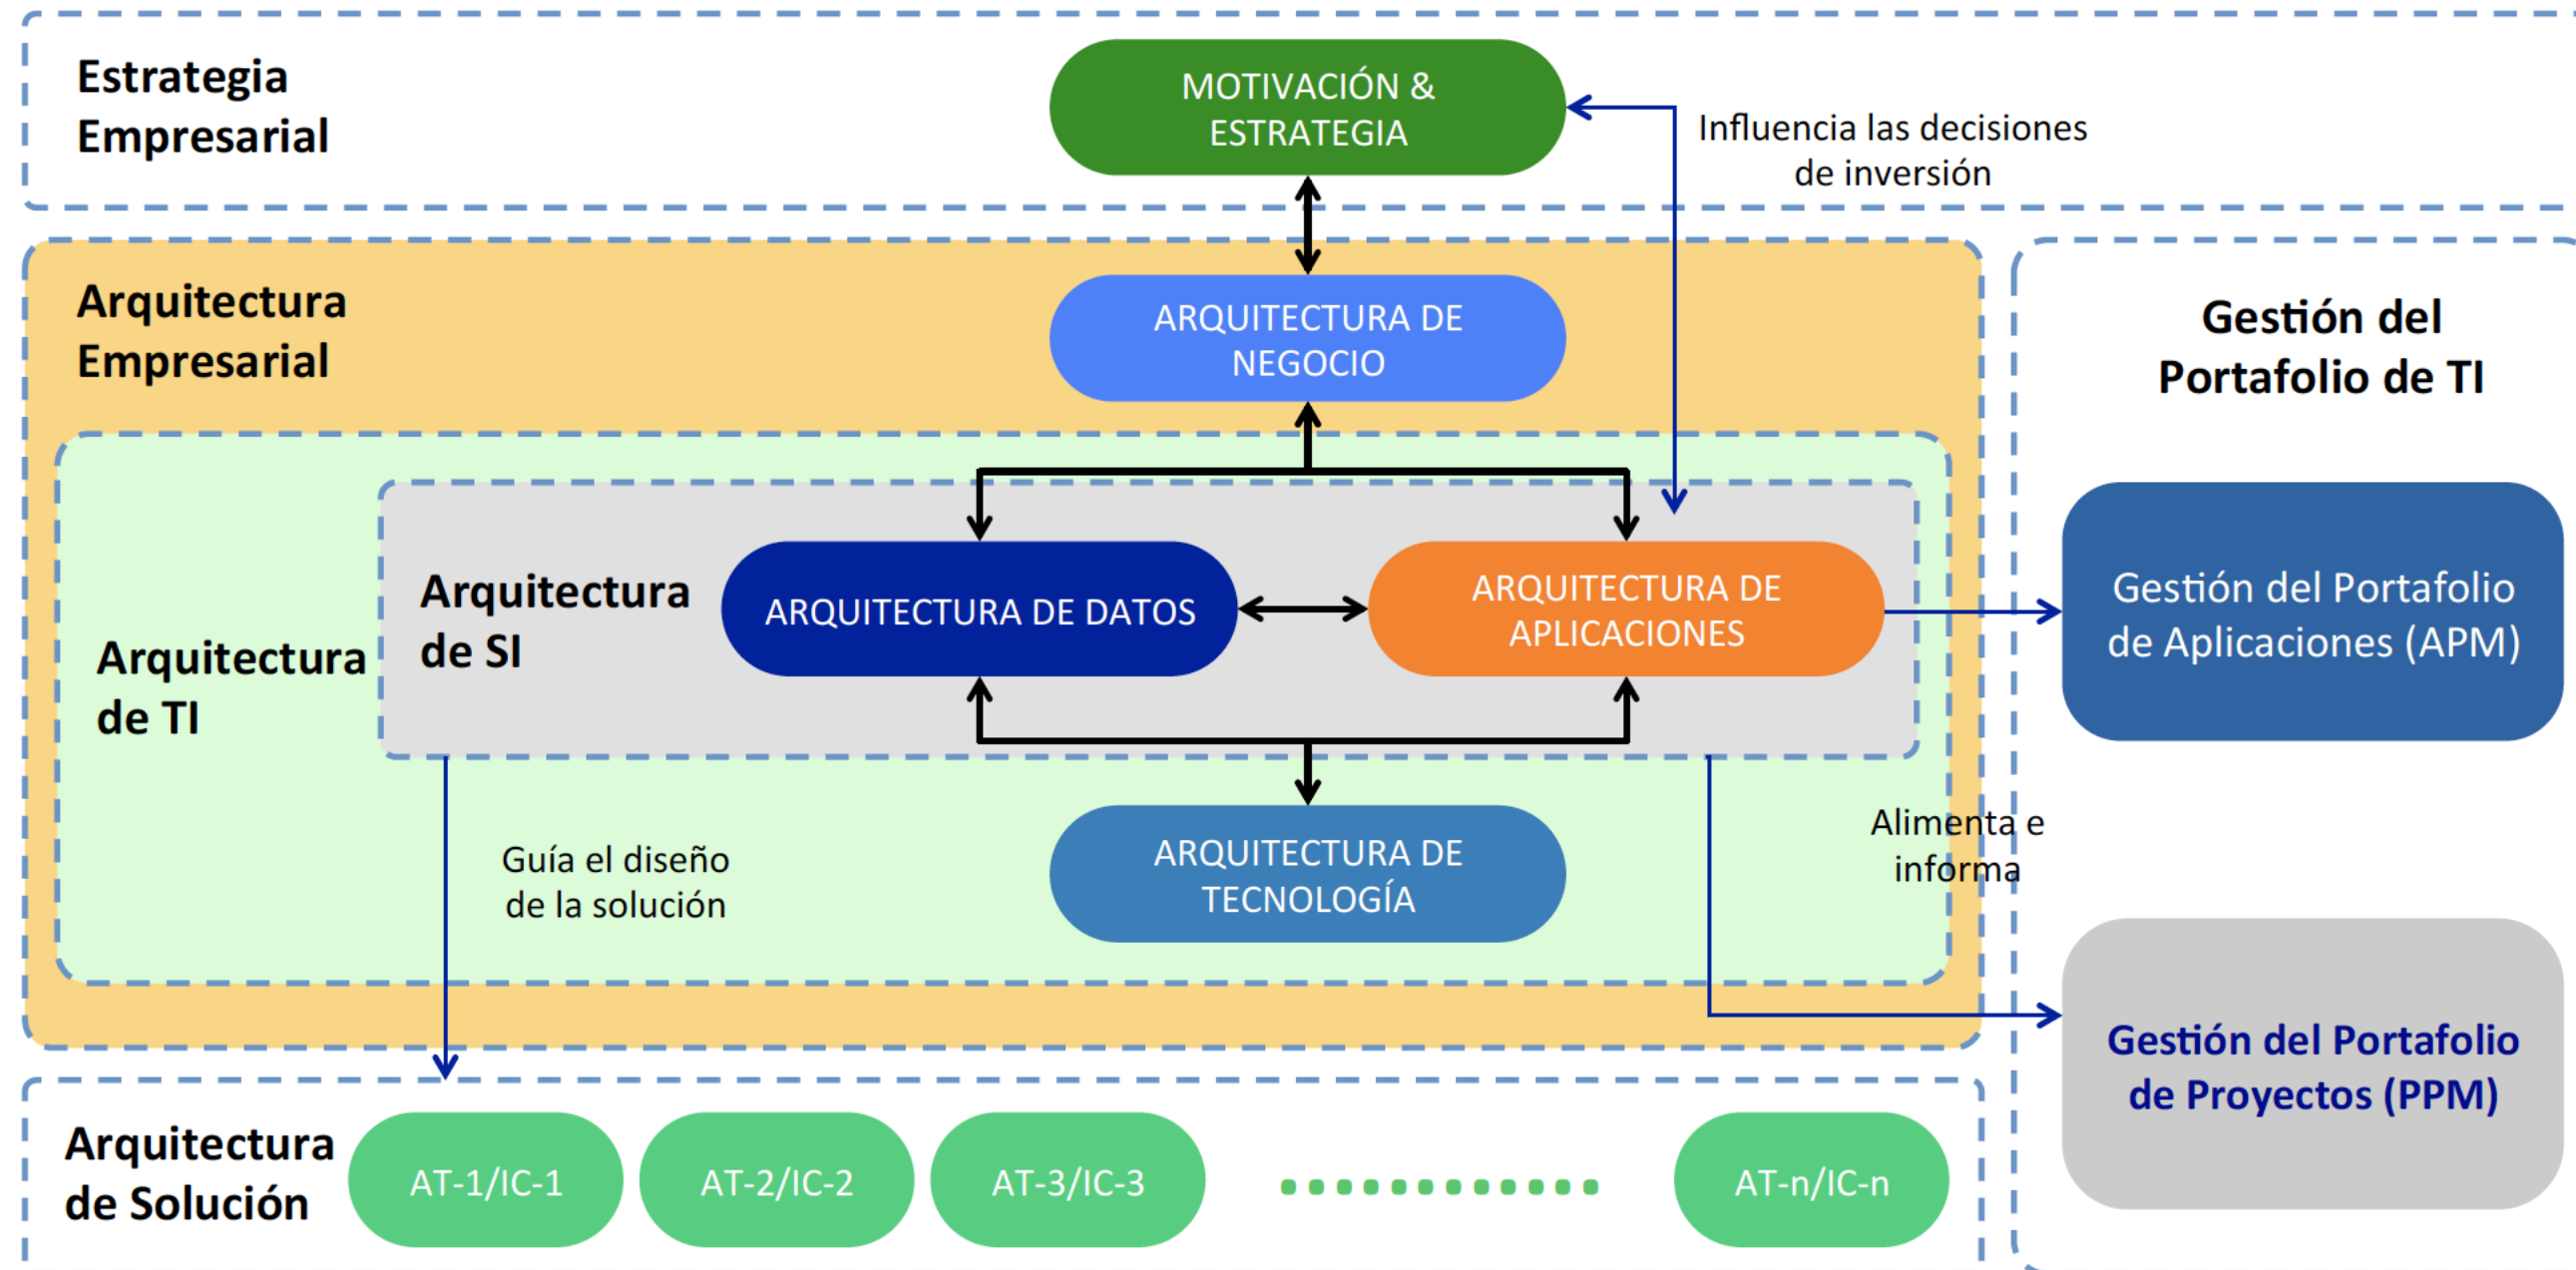 Estrategia
Empresarial
MOTIVACIÓN &
ESTRATEGIA
Influencia las decisiones
de inversión
Arquitectura
Empresarial
ARQUITECTURA DE
NEGOCIO
Gestión del
Portafolio de TI
Arquitectura
de TI
Arquitectura
de SI
ARQUITECTURA DE DATOS
ARQUITECTURA DE
APLICACIONES
Gestión del Portafolio
de Aplicaciones (APM)
Guía el diseño
de la solución
ARQUITECTURA DE
TECNOLOGÍA
Alimenta e
informa
Gestión del Portafolio
de Proyectos (PPM)
Arquitectura
de Solución
AT-1/IC-1
AT-2/IC-2
AT-3/IC-3
AT-n/IC-n